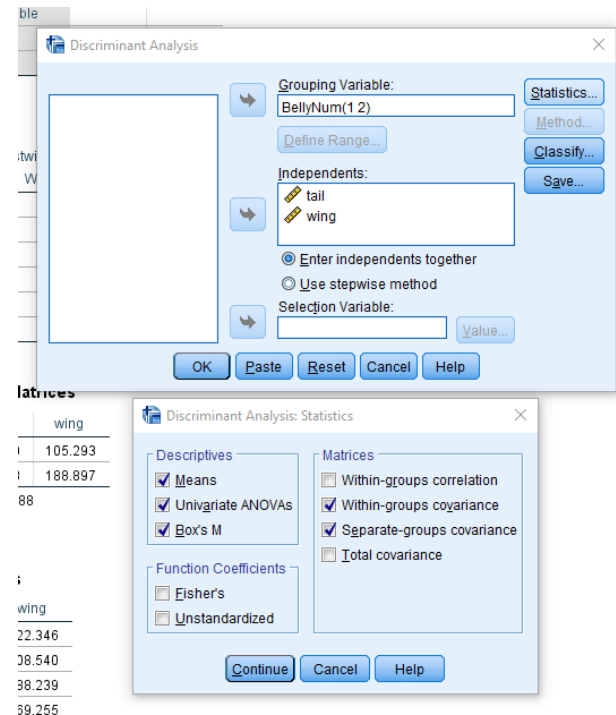 ble
Discriminant Analysis
Grouping Variable:
BellyNum(1 2)
Define Range...
Independents:
tail
wing
Enter independents together
Use stepwise method
Selection Variable:
Value...
Statistics...
Method...
Classify...
Save...
OK Paste Reset Cancel Help
stwi
W
latrices
wing
105.293
188.897
88
wing
22.346
08.540
38.239
69.255
Discriminant Analysis: Statistics
Descriptives
Means
Univariate ANOVAs
Box's M
Function Coefficients
Fisher's
Unstandardized
Matrices
Within-groups correlation
Within-groups covariance
Separate-groups covariance
Total covariance
Continue Cancel Help